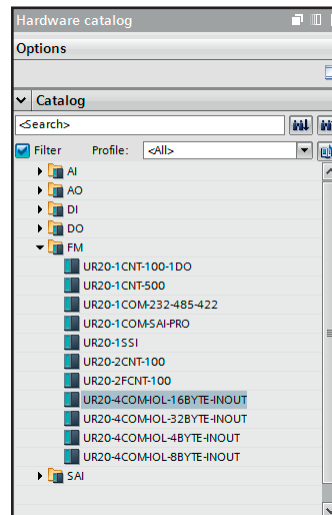 Hardware catalog
Options
Catalog
<Search>
Filter Profile: <All>
AI
AO
DI
DO
FM
UR20-1CNT-100-1DO
UR20-1CNT-500
UR20-1COM-232-485-422
UR20-1COM-SAI-PRO
UR20-1SSI
UR20-2CNT-100
UR20-2FCNT-100
UR20-4COM-IOL-16BYTE-INOUT
UR20-4COM-IOL-32BYTE-INOUT
UR20-4COM-IOL-4BYTE-INOUT
UR20-4COM-IOL-8BYTE-INOUT
SAI